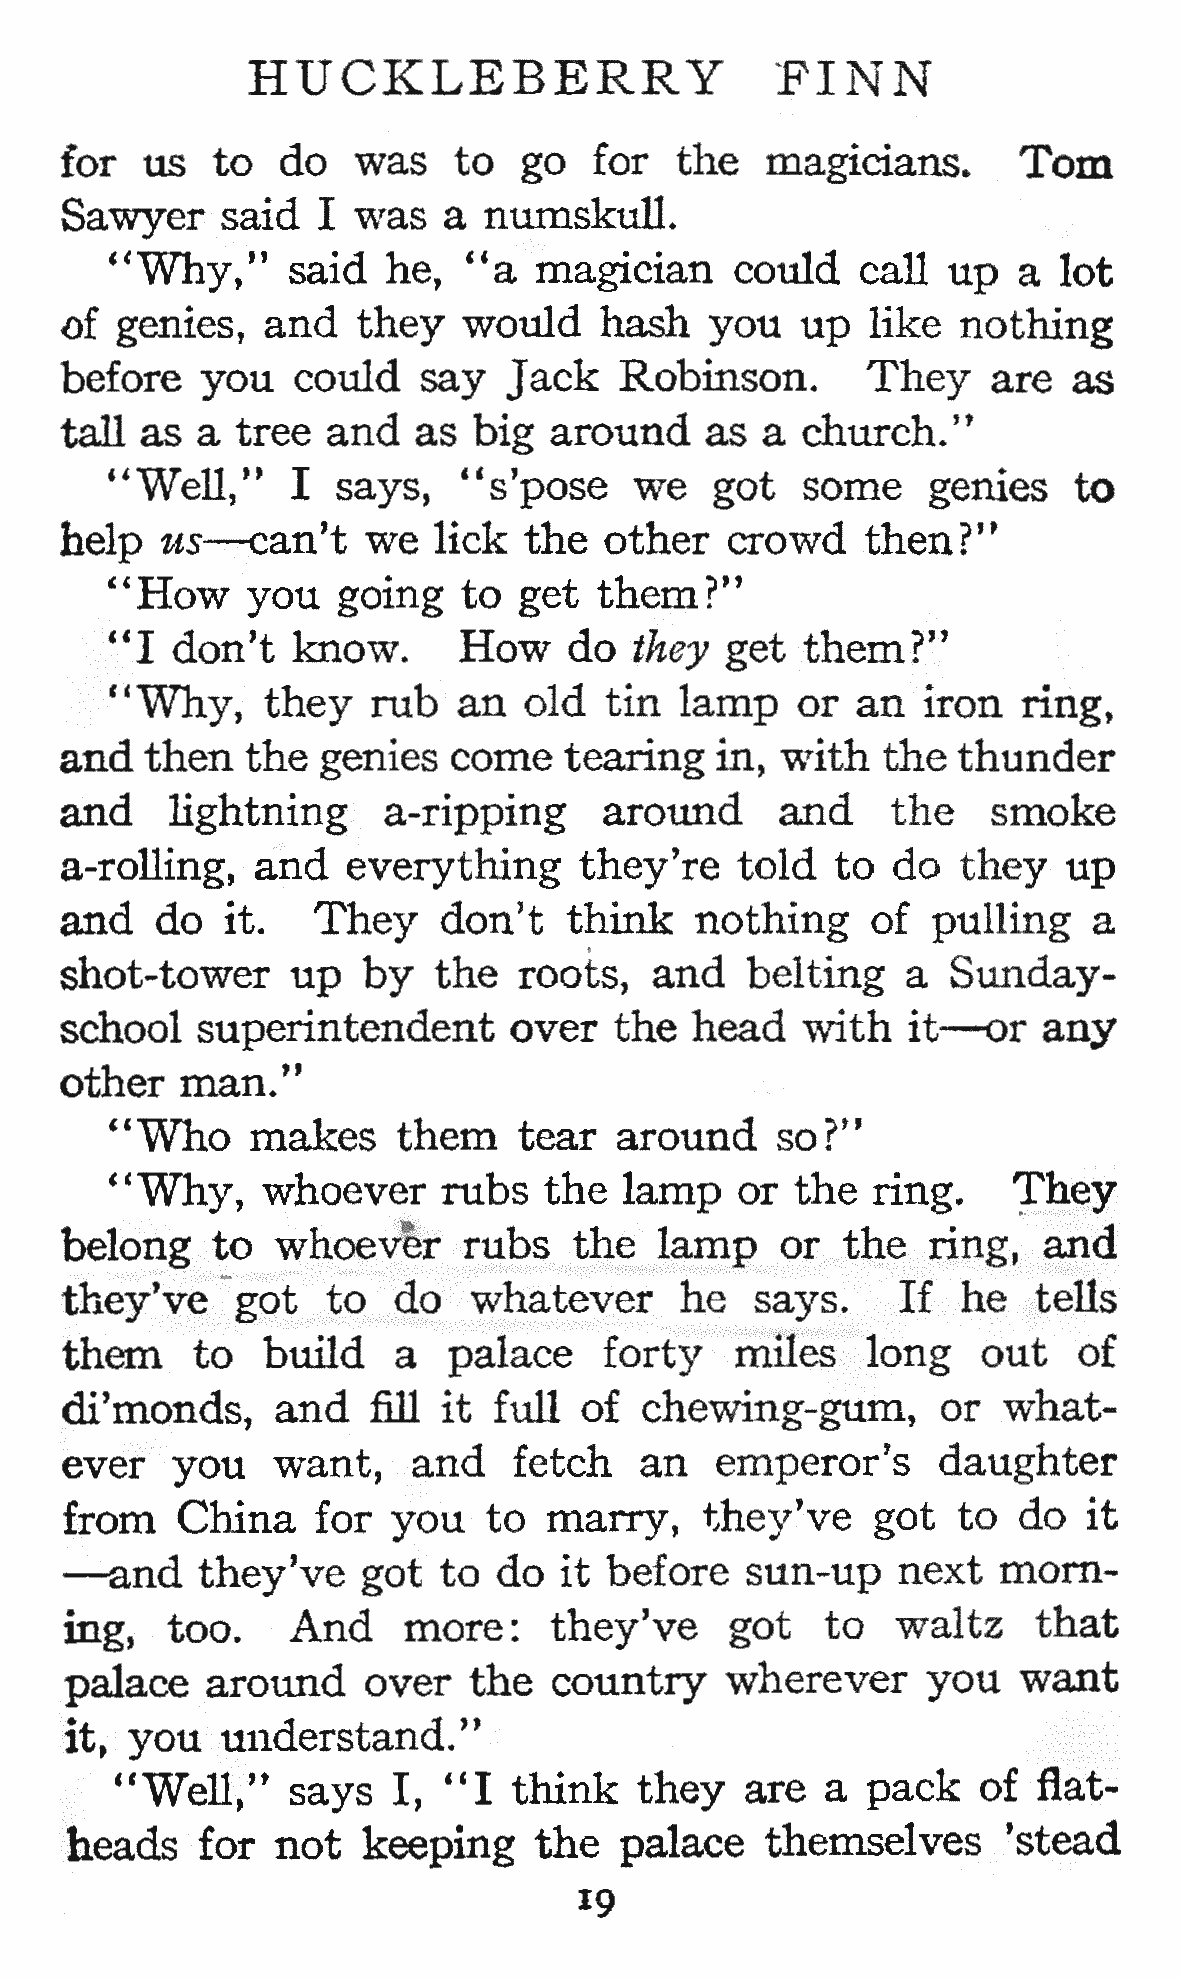 HUCKLEBERRY FINN
for us to do was to go for the magicians. Tom
Sawyer said I was a numskull.
"Why," said he, "a magician could call up a lot
of genies, and they would hash you up like nothing
before you could say Jack Robinson. They are as
tall as a tree and as big around as a church."
"Well," I says, "s'pose we got some genies to
help us—can't we lick the other crowd then?"
"How you going to get them?"
"I don't know. How do they get them?"
"Why, they rub an old tin lamp or an iron ring,
and then the genies come tearing in, with the thunder
and lightning a-ripping around and the smoke
a-rolling, and everything they're told to do they up
and do it. They don't think nothing of pulling a
shot-tower up by the roots, and belting a Sunday-
school superintendent over the head with it—or any
other man."
"Who makes them tear around so?"
"Why, whoever rubs the lamp or the ring. They
belong to whoever rubs the lamp or the ring, and
they've got to do whatever he says. If he tells
them to build a palace forty miles long out of
di'monds, and fill it full of chewing-gum, or what-
ever you want, and fetch an emperor's daughter
from China for you to marry, they've got to do it
—and they've got to do it before sun-up next morn-
ing, too. And more: they've got to waltz that
palace around over the country wherever you want
it, you understand."
"Well," says I, "I think they are a pack of flat-
heads for not keeping the palace themselves 'stead
19